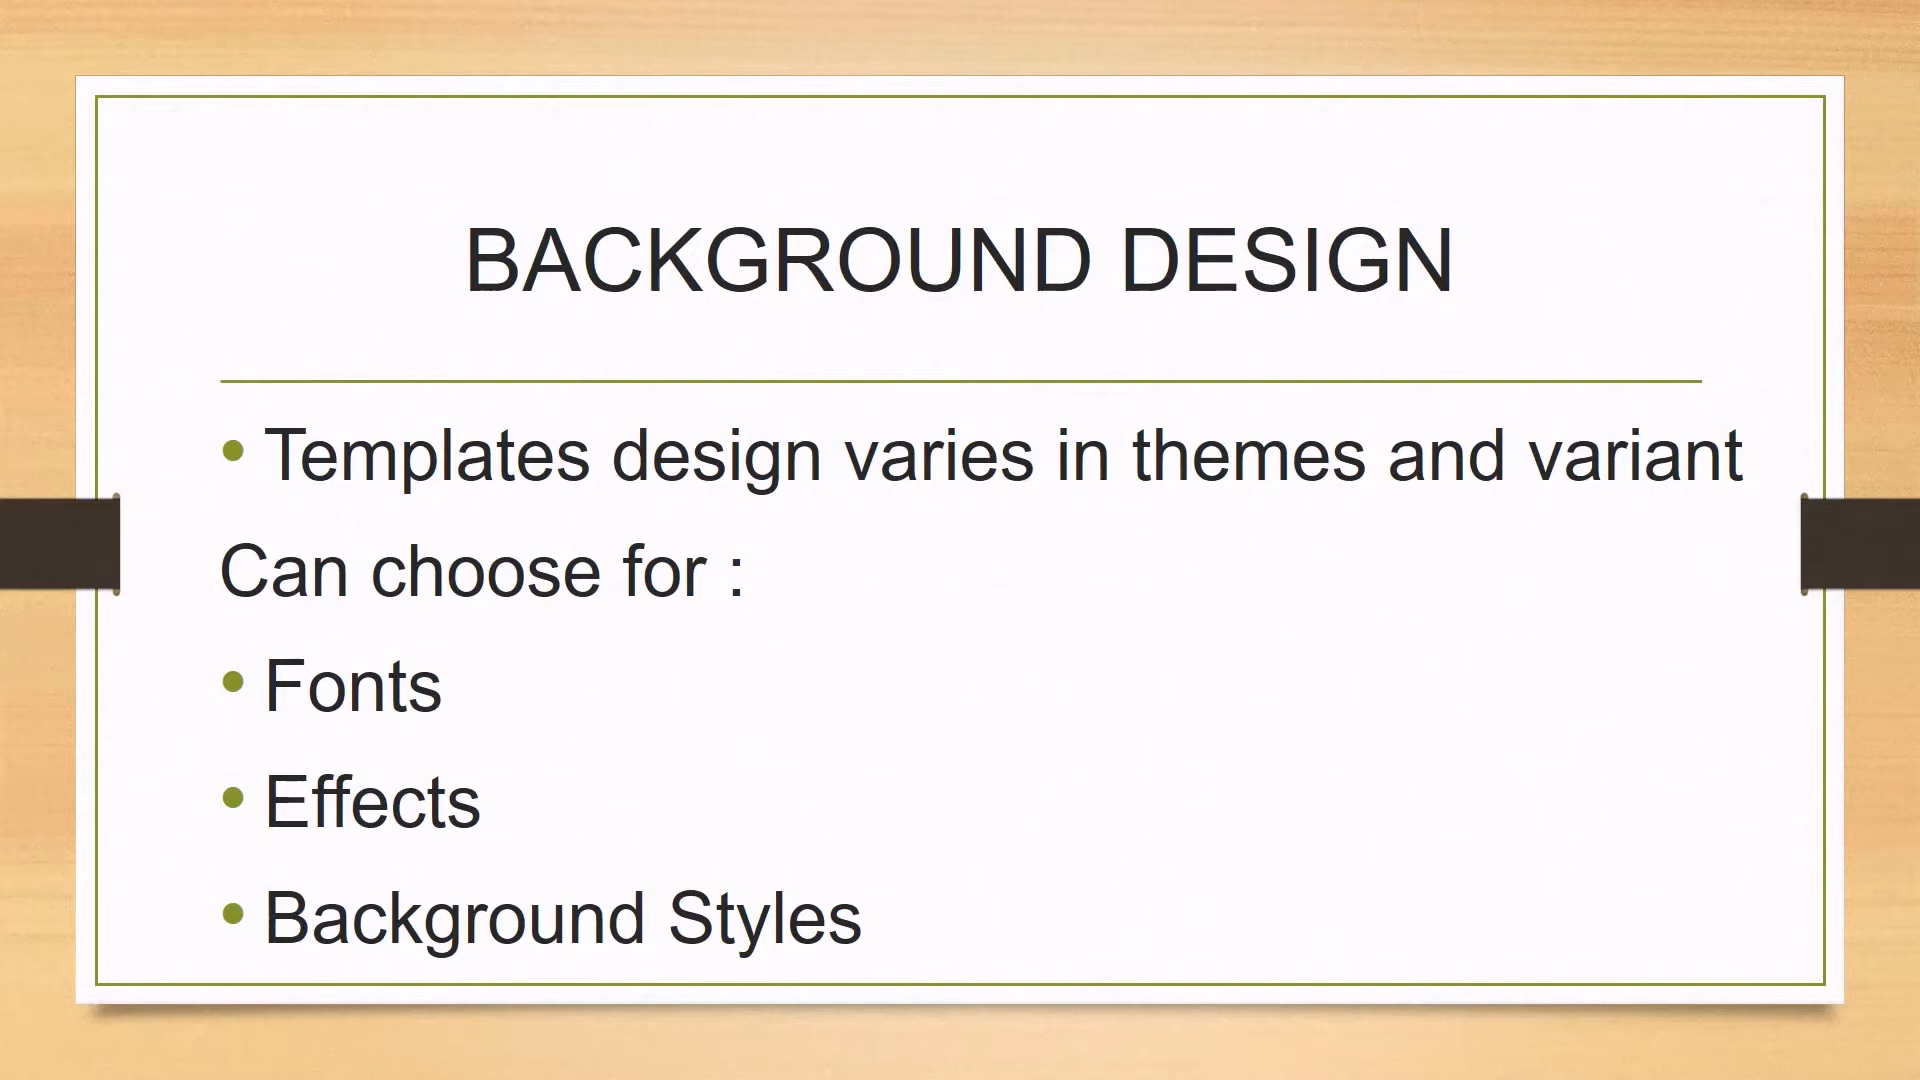 BACKGROUND DESIGN
• Templates design varies in themes and variant
Can choose for :
• Fonts
• Effects
• Background Styles